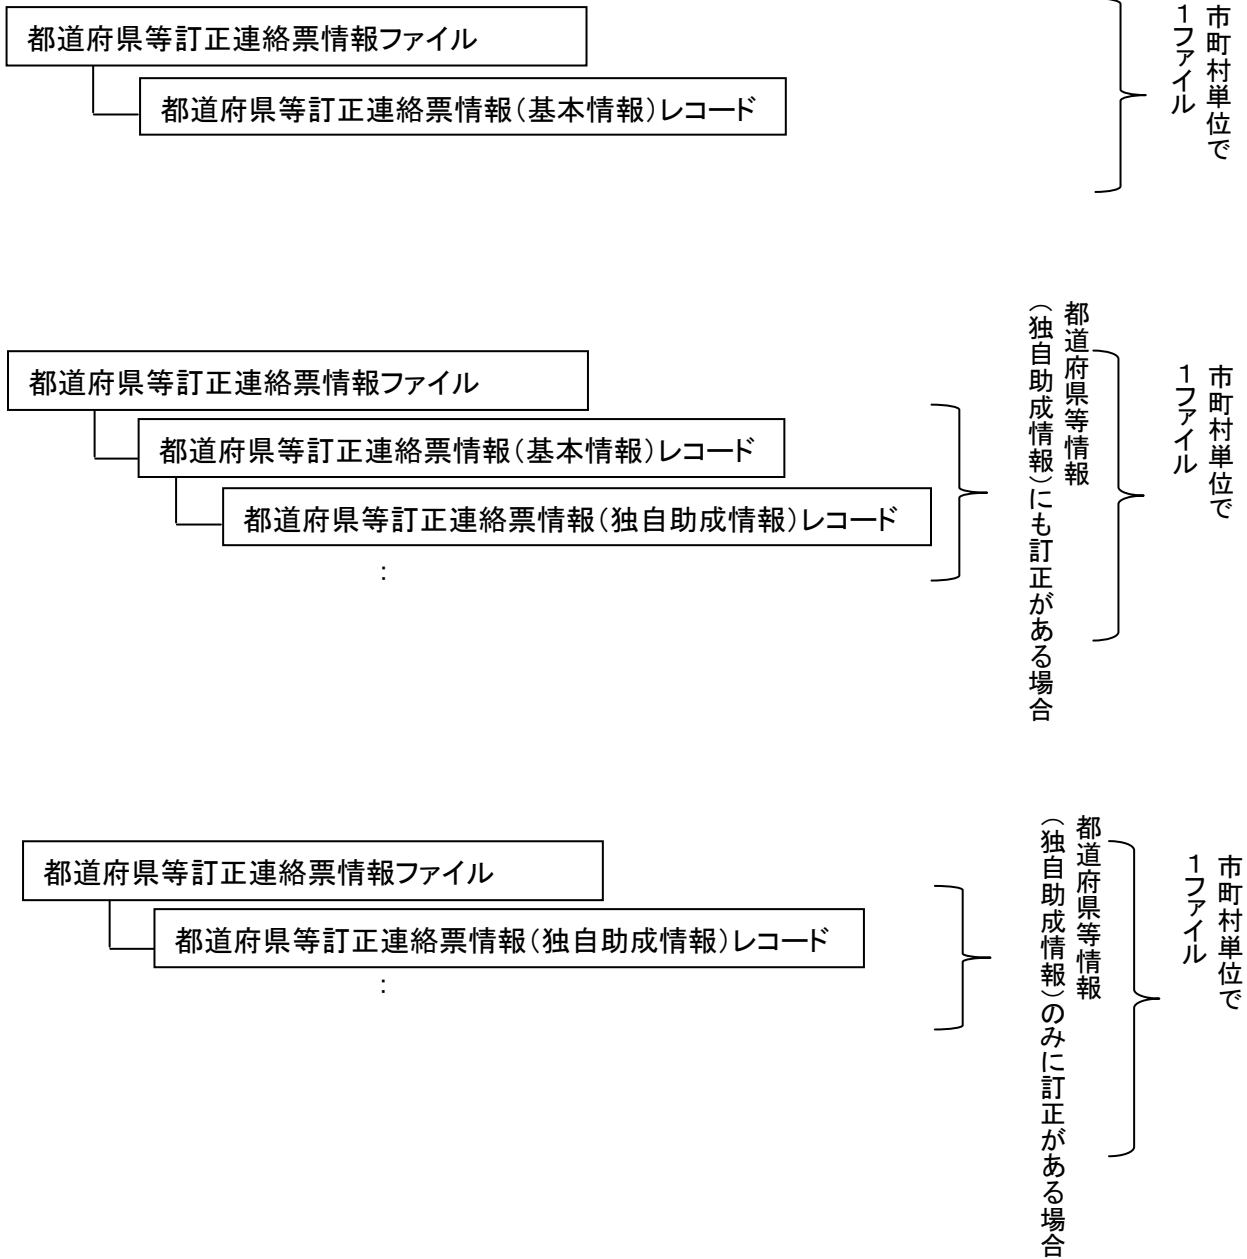 都道府県等訂正連絡票情報ファイル
都道府県等訂正連絡票情報(基本情報)レコード
市町村単位で
1ファイル
都道府県等訂正連絡票情報ファイル
都道府県等訂正連絡票情報(基本情報)レコード
都道府県等訂正連絡票情報(独自助成情報)レコード
:
都道府県等情報
(独自助成情報)にも訂正がある場合
市町村単位で
1ファイル
都道府県等訂正連絡票情報ファイル
都道府県等訂正連絡票情報(独自助成情報)レコード
:
都道府県等情報
(独自助成情報)のみに訂正がある場合
市町村単位で
1ファイル